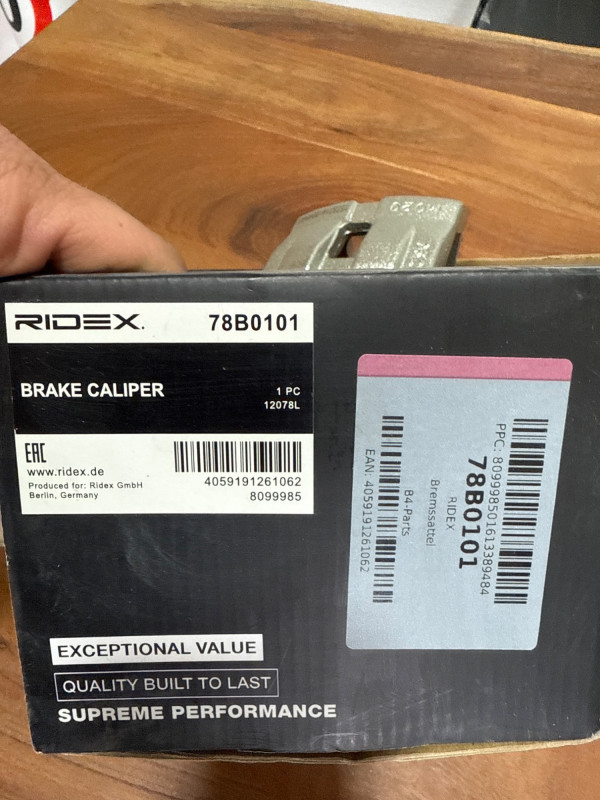 RIDEX.
78B0101
BRAKE CALIPER
1 PC
12078L
EAC
www.ridex.de
Produced for: Ridex GmbH
Berlin, Germany
4059191261062
8099985
PPC: 809998501613389484
78B0101
RIDEX
Bremssattel
B4-Parts
EAN: 4059191261062
EXCEPTIONAL VALUE
QUALITY BUILT TO LAST
SUPREME PERFORMANCE